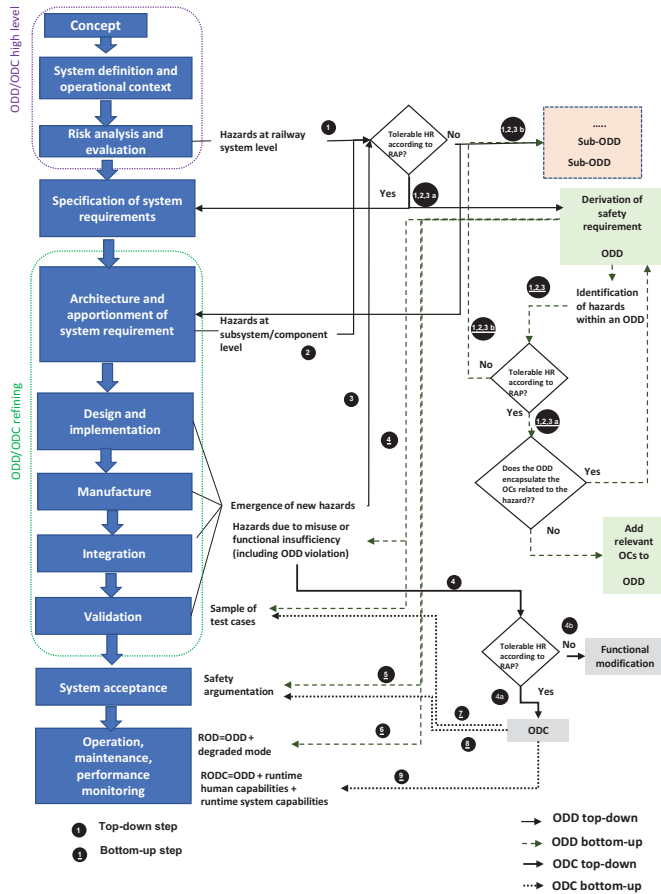 ODD/ODC high level
Concept
System definition and
operational context
Risk analysis and
evaluation
Hazards at railway
system level
1
Tolerable HR
according to
RAP?
No
Yes
1,2,3 b
1,2,3 a
.....
Sub-ODD
Sub-ODD
Specification of system
requirements
Derivation of
safety
requirement
ODD
1,2,3
Identification
of hazards
within an ODD
ODD/ODC refining
Architecture and
apportionment of
system requirement
Hazards at
subsystem/component
level
2
3
4
1,2,3 b
No
Tolerable HR
according to
RAP?
Yes
1,2,3 a
Design and
implementation
Does the ODD
encapsulate the
OCs related to the
hazard??
Yes
No
Manufacture
Emergence of new hazards
Hazards due to misuse or
functional insufficiency
(including ODD violation)
Add
relevant
OCs to
ODD
Integration
4
Validation
Sample of
test cases
Tolerable HR
according to
RAP?
4b
No
Functional
modification
4a
Yes
System acceptance
Safety
argumentation
5
7
ODC
Operation,
maintenance,
performance
monitoring
ROD=ODD +
degraded mode
6
8
RODC=ODD + runtime
human capabilities +
runtime system capabilities
9
1 Top-down step
1 Bottom-up step
ODD top-down
ODD bottom-up
ODC top-down
ODC bottom-up